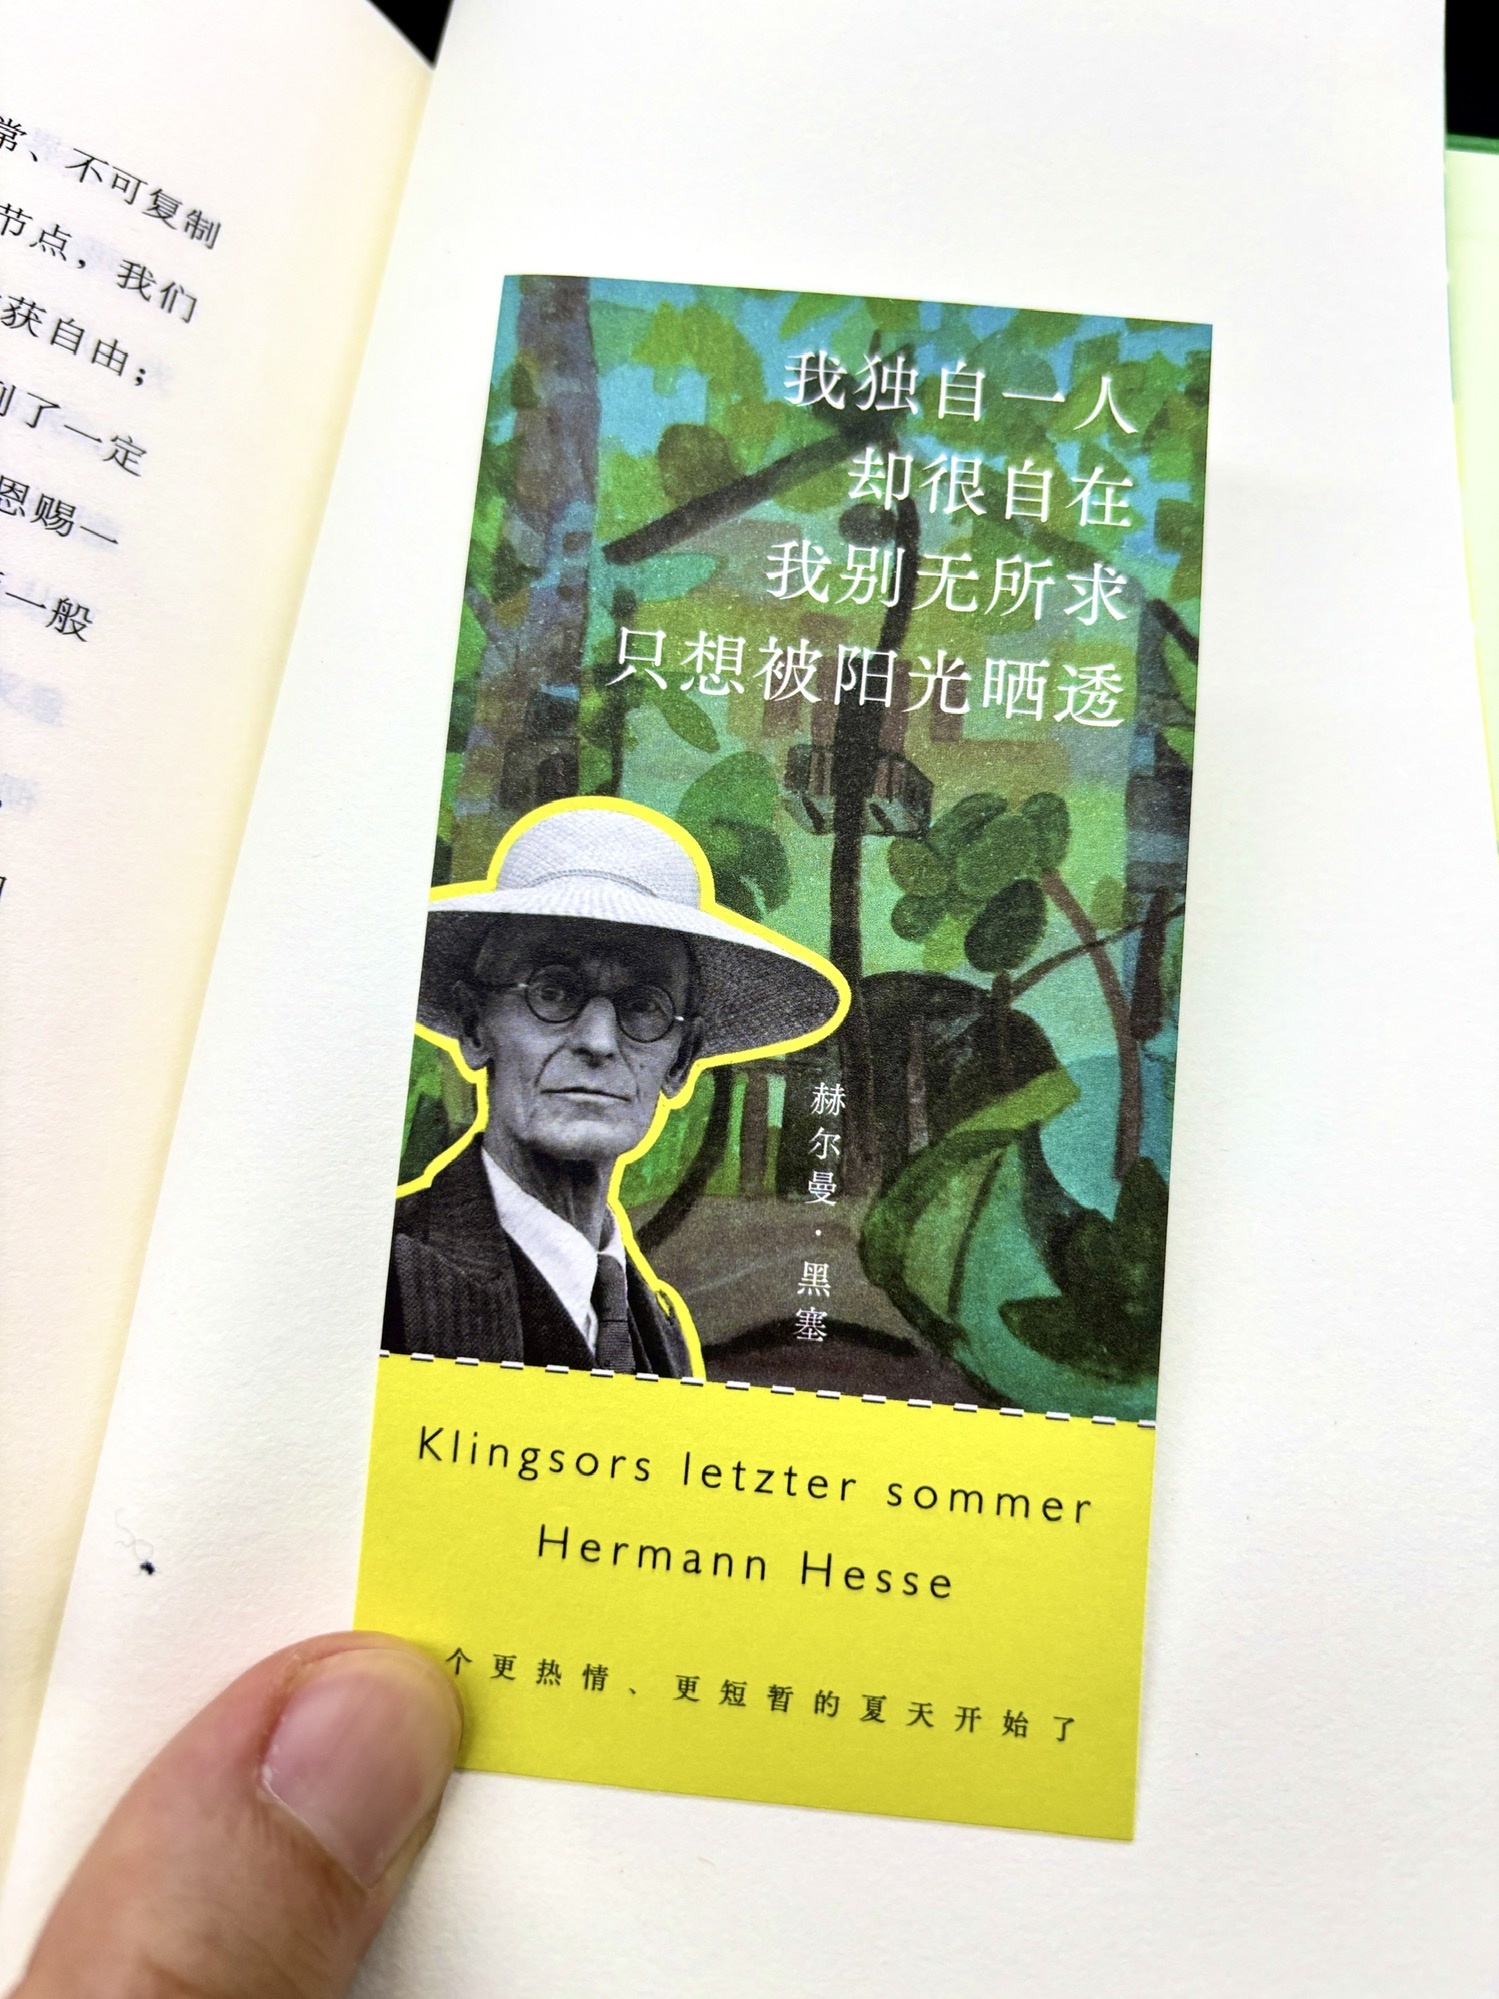 常、不可复制
节点，我们
获自由；
了一定
恩赐一
一般
我独自一人
却很自在
我别无所求
只想被阳光晒透
赫尔曼·黑塞
Klingsors letzter sommer
Hermann Hesse
个更热情、更短暂的夏天开始了